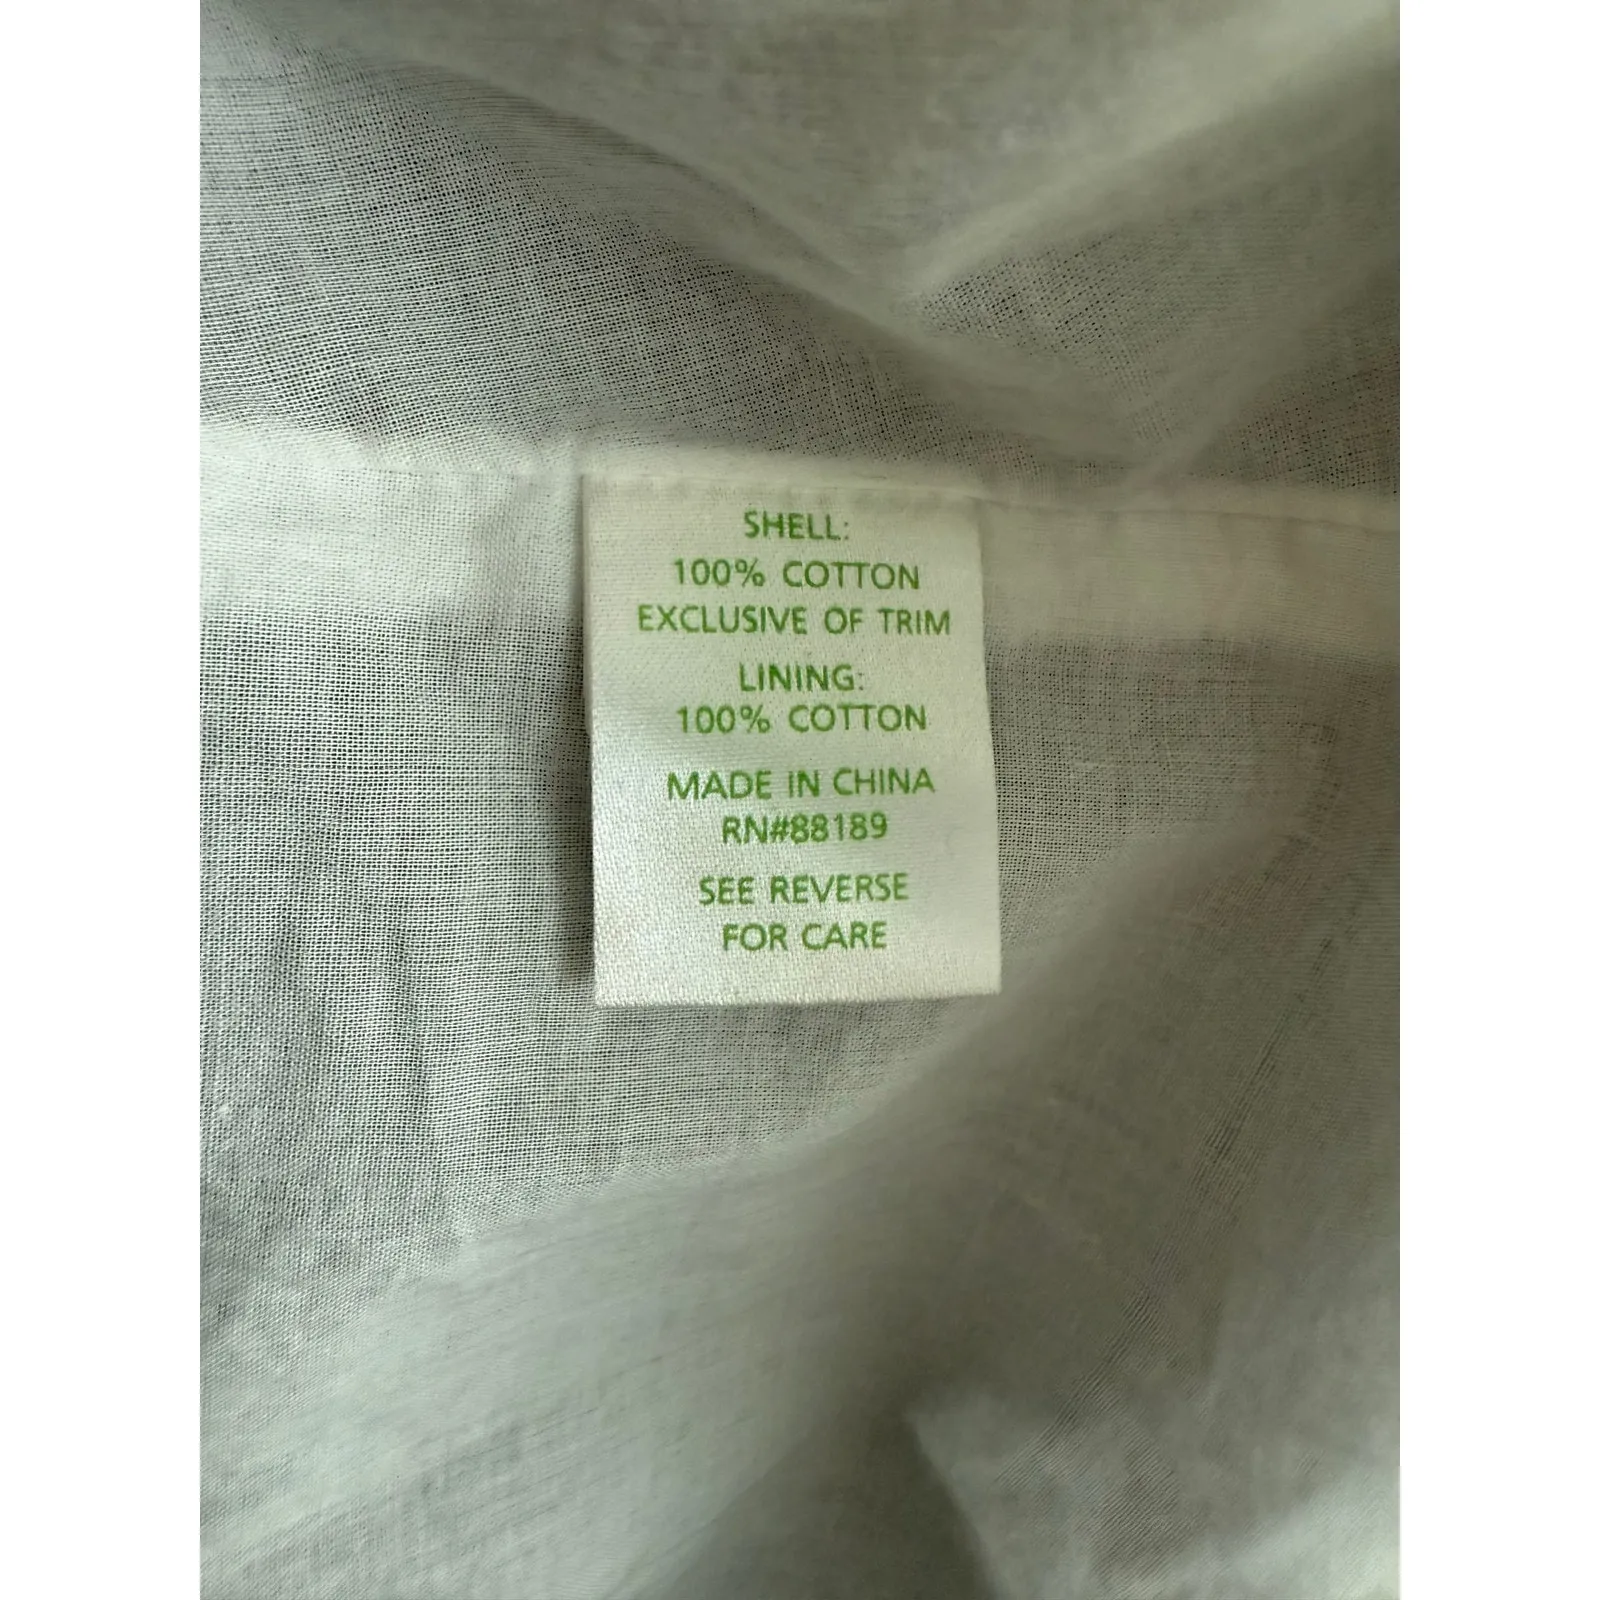 SHELL:
100% COTTON
EXCLUSIVE OF TRIM
LINING:
100% COTTON
MADE IN CHINA
RN#88189
SEE REVERSE
FOR CARE